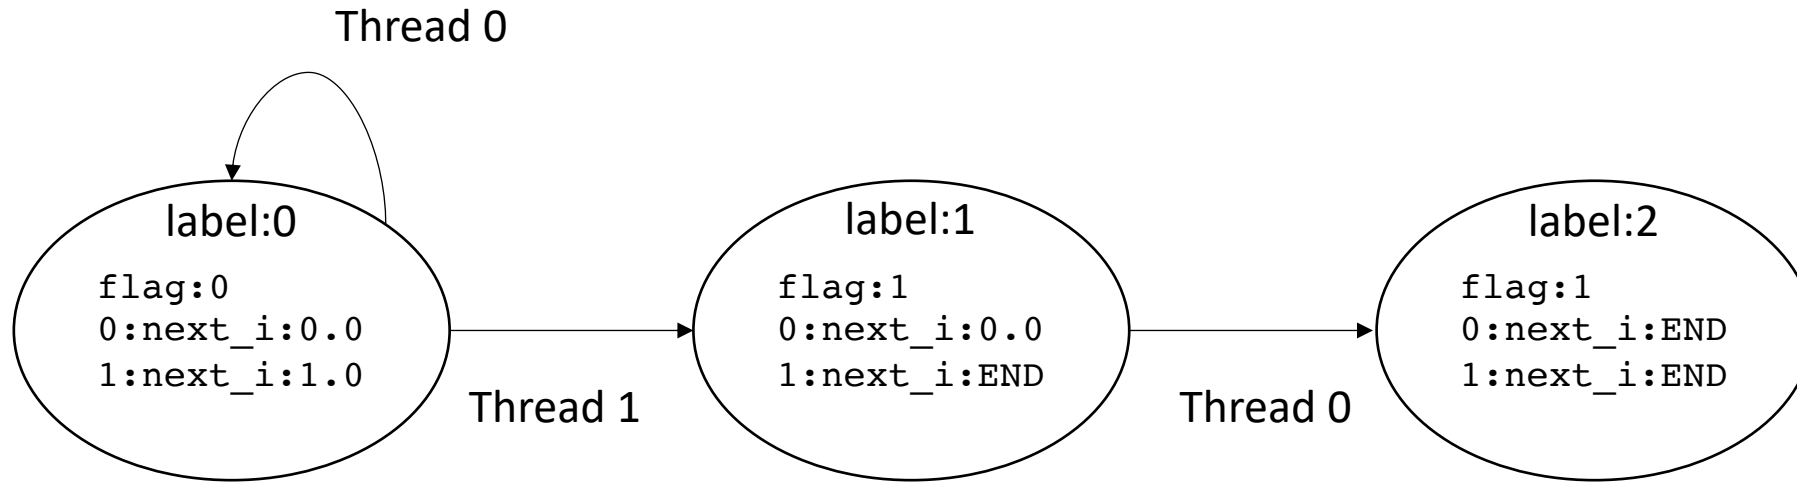 Thread 0
label:0
flag:0
0:next_i:0.0
1:next_i:1.0
Thread 1
label:1
flag:1
0:next_i:0.0
1:next_i:END
Thread 0
label:2
flag:1
0:next_i:END
1:next_i:END